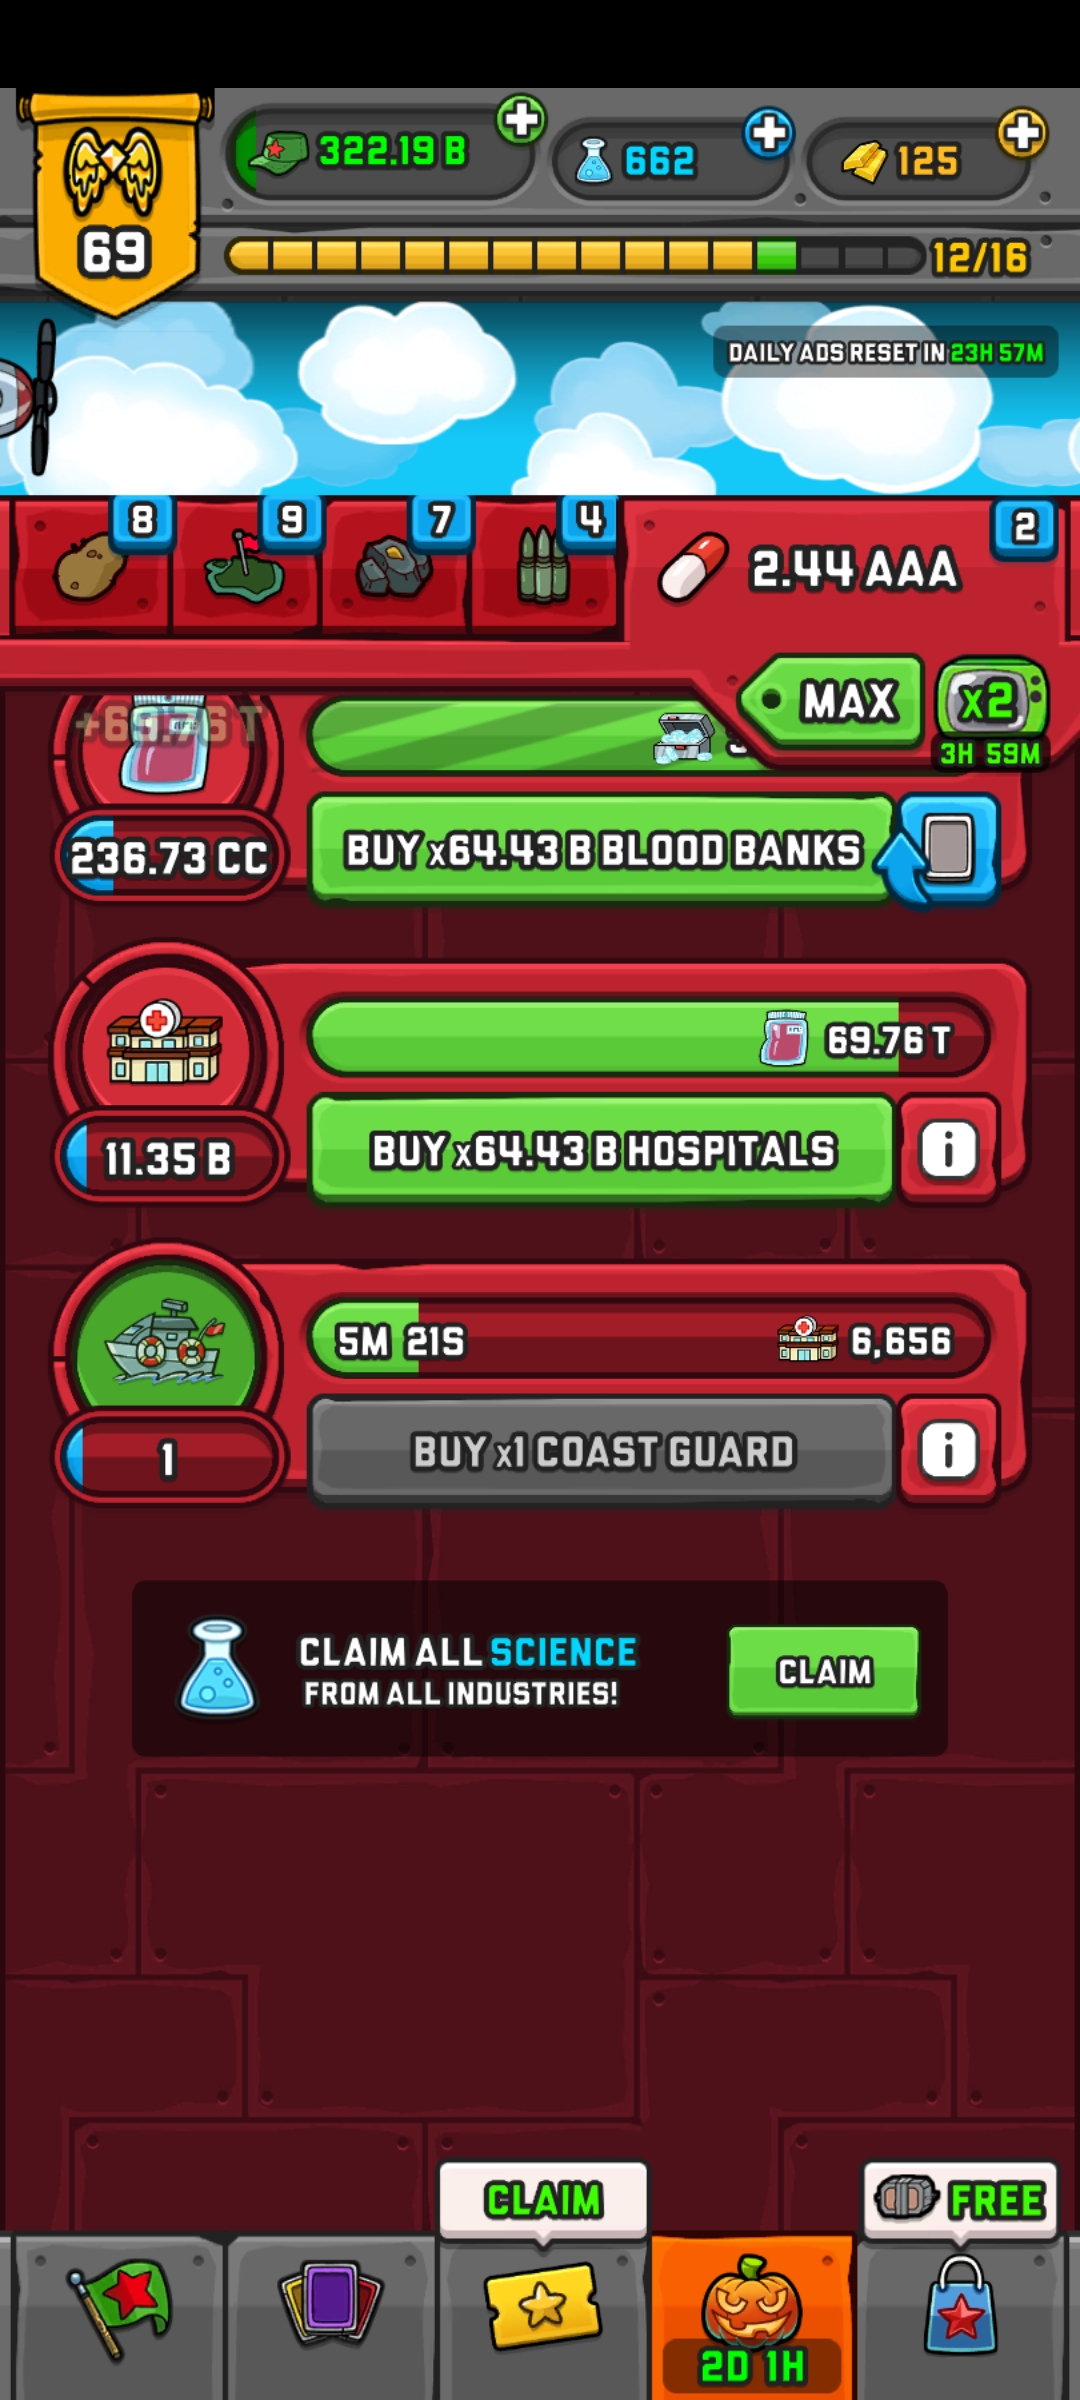 322.19 B
662
125
69
12/16
DAILY ADS RESET IN 23H 57M
8
9
7
4
2
2.44 AAA
MAX
x2
3H 59M
+69.76 T
236.73 CC
BUY x64.43 B BLOOD BANKS
69.76 T
11.35 B
BUY x64.43 B HOSPITALS
i
5M 21S
6,656
1
BUY x1 COAST GUARD
i
CLAIM ALL SCIENCE
FROM ALL INDUSTRIES!
CLAIM
CLAIM
FREE
2D 1H